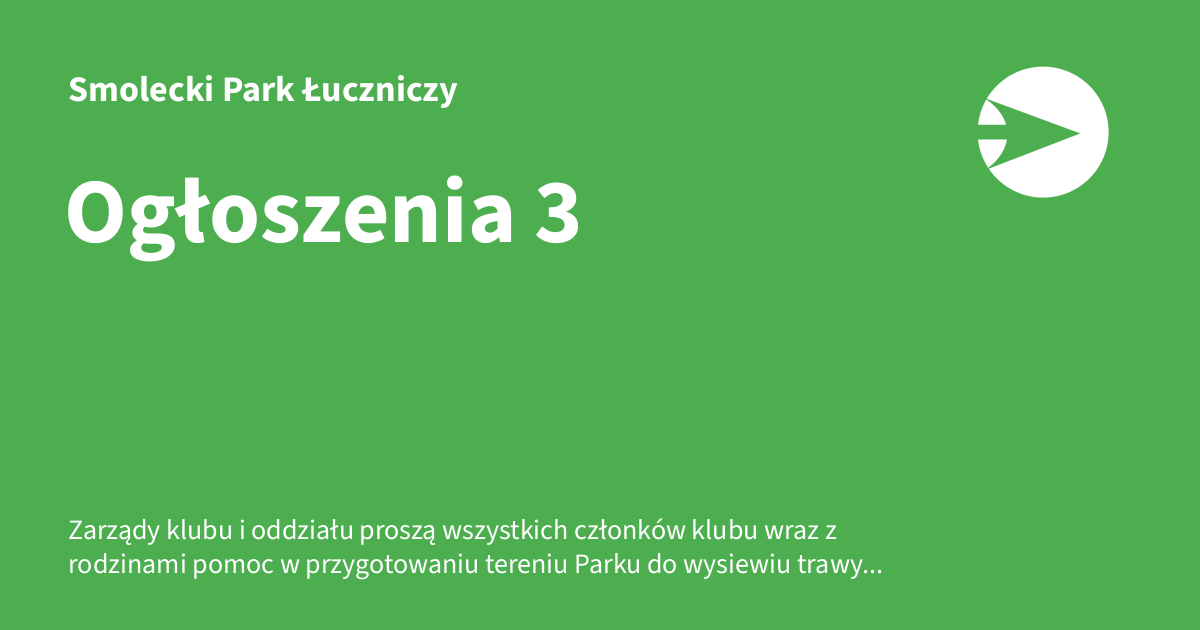 Smolecki Park Łuczniczy
Ogłoszenia 3
Zarządy klubu i oddziału proszą wszystkich członków klubu wraz z
rodzinami pomoc w przygotowaniu tereniu Parku do wysiewiu trawy...